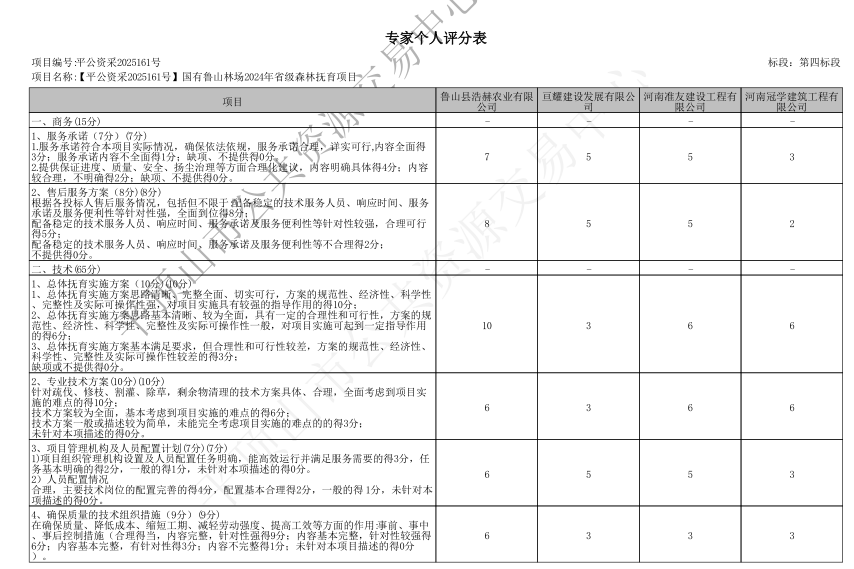 专家个人评分表
项目编号:平公资采2025161号
标段：第四标段
项目名称:【平公资采2025161号】国有鲁山林场2024年省级森林抚育项目
项目 鲁山县浩赫农业有限公司 亘耀建设发展有限公司 河南准友建设工程有限公司 河南冠学建筑工程有限公司
一、商务(15分) － － － －
1、服务承诺（7分）(7分)
1.服务承诺符合本项目实际情况，确保依法依规，服务承诺合理、详实可行,内容全面得
3分；服务承诺内容不全面得1分；缺项、不提供得0分。
2.提供保证进度、质量、安全、扬尘治理等方面合理化建议，内容明确具体得4分；内容
较合理，不明确得2分；缺项、不提供得0分。
7 5 5 3
2、售后服务方案（8分)(8分)
根据各投标人售后服务情况，包括但不限于:配备稳定的技术服务人员、响应时间、服务
承诺及服务便利性等针对性强，全面到位得8分；
配备稳定的技术服务人员、响应时间、服务承诺及服务便利性等针对性较强，合理可行
得5分；
配备稳定的技术服务人员、响应时间、服务承诺及服务便利性等不合理得2分；
不提供得0分。
8 5 5 2
二、技术(65分) － － － －
1、总体抚育实施方案（10分)(10分)
1、总体抚育实施方案思路清晰、完整全面、切实可行，方案的规范性、经济性、科学性
、完整性及实际可操作性强，对项目实施具有较强的指导作用的得10分；
2、总体抚育实施方案思路基本清晰、较为全面，具有一定的合理性和可行性，方案的规
范性、经济性、科学性、完整性及实际可操作性一般，对项目实施可起到一定指导作用
的得6分；
3、总体抚育实施方案基本满足要求，但合理性和可行性较差，方案的规范性、经济性、
科学性、完整性及实际可操作性较差的得3分；
缺项或不提供得0分。
10 3 6 6
2、专业技术方案(10分)(10分)
针对疏伐、修枝、割灌、除草，剩余物清理的技术方案具体、合理，全面考虑到项目实
施的难点的得10分；
技术方案较为全面，基本考虑到项目实施的难点的得6分；
技术方案一般或描述较为简单，未能完全考虑项目实施的难点的的得3分；
未针对本项描述的得0分。
6 3 6 6
3、项目管理机构及人员配置计划(7分)(7分)
1)项目组织管理机构设置及人员配置任务明确，能高效运行并满足服务需要的得3分，任
务基本明确的得2分，一般的得1分，未针对本项描述的得0分。
2）人员配置情况
合理，主要技术岗位的配置完善的得4分，配置基本合理得2分，一般的得 1分，未针对本
项描述的得0分。
6 5 5 3
4、确保质量的技术组织措施（9分）(9分)
在确保质量、降低成本、缩短工期、减轻劳动强度、提高工效等方面的作用:事前、事中
、事后控制措施（合理得当，内容完整，针对性强得9分；内容基本完整，针对性较强得
6分；内容基本完整，有针对性得3分；内容不完整得1分；未针对本项目描述的得0分
）。
6 3 3 3
平顶山市公共资源交易中心
平顶山市公共资源交易中心